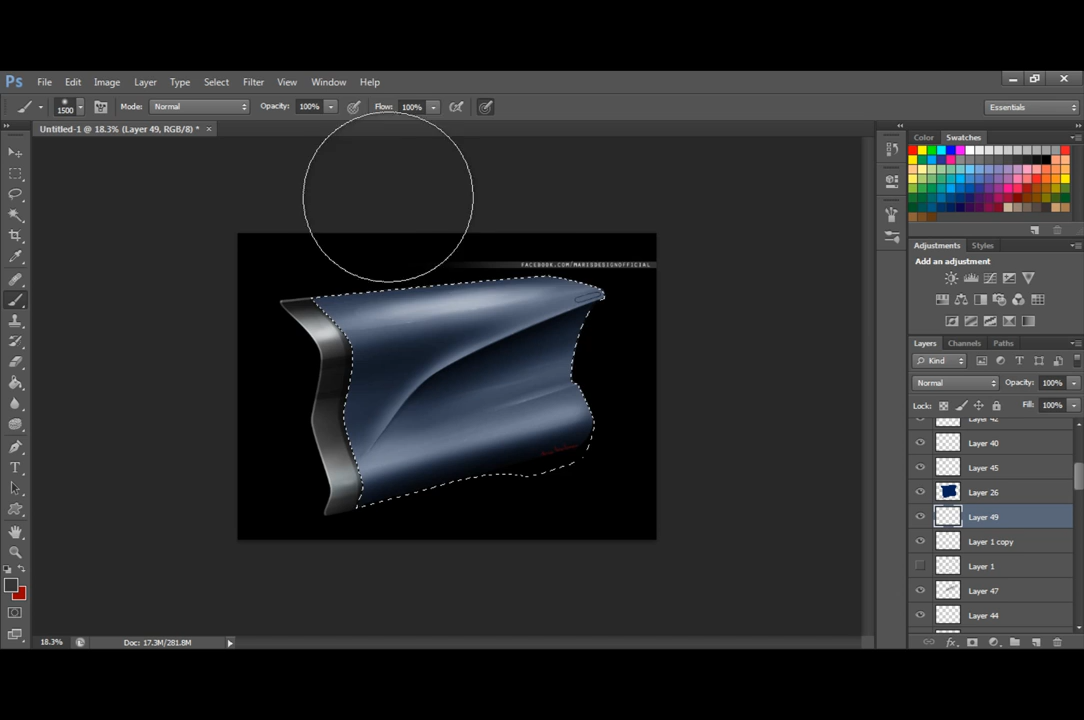 Ps File Edit Image Layer Type Select Filter View Window Help
1500 Mode: Normal Opacity: 100% Flow: 100% Essentials
Untitled-1 @ 18.3% (Layer 49, RGB/8) * ×
Color Swatches
FACEBOOK.COM/MARIODESIGNOFFICIAL
Adjustments Styles
Add an adjustment
Layers Channels Paths
Kind
Normal Opacity: 100%
Lock: Fill: 100%
Layer 42
Layer 40
Layer 45
Layer 26
Layer 49
Layer 1 copy
Layer 1
Layer 47
Layer 44
18.3% Doc: 17.3M/281.8M